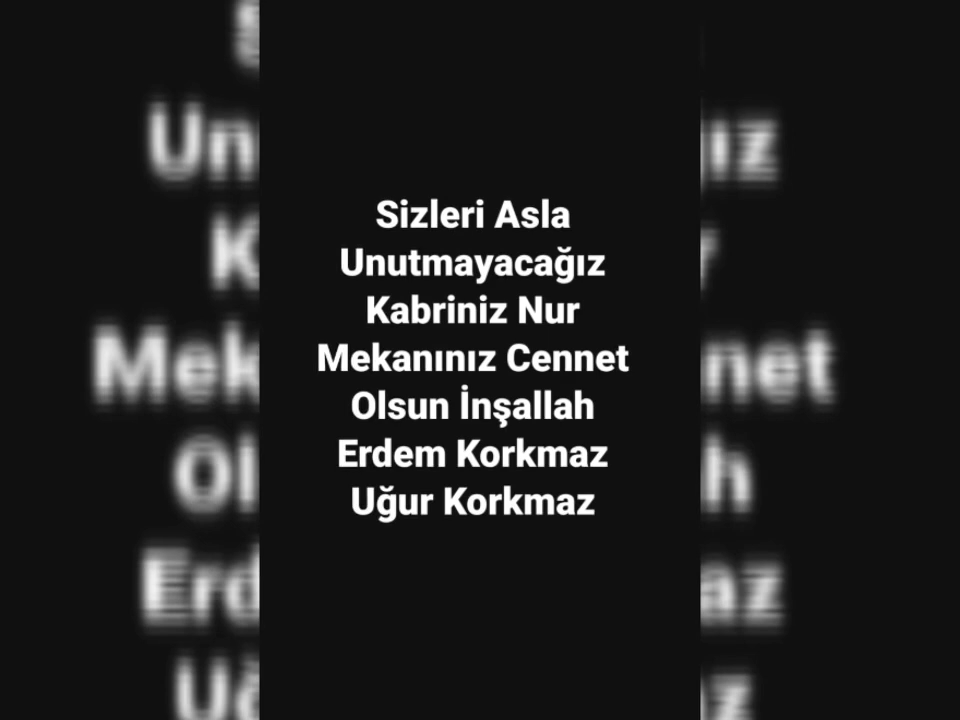 Sizleri Asla
Unutmayacağız
Kabriniz Nur
Mekanınız Cennet
Olsun İnşallah
Erdem Korkmaz
Uğur Korkmaz